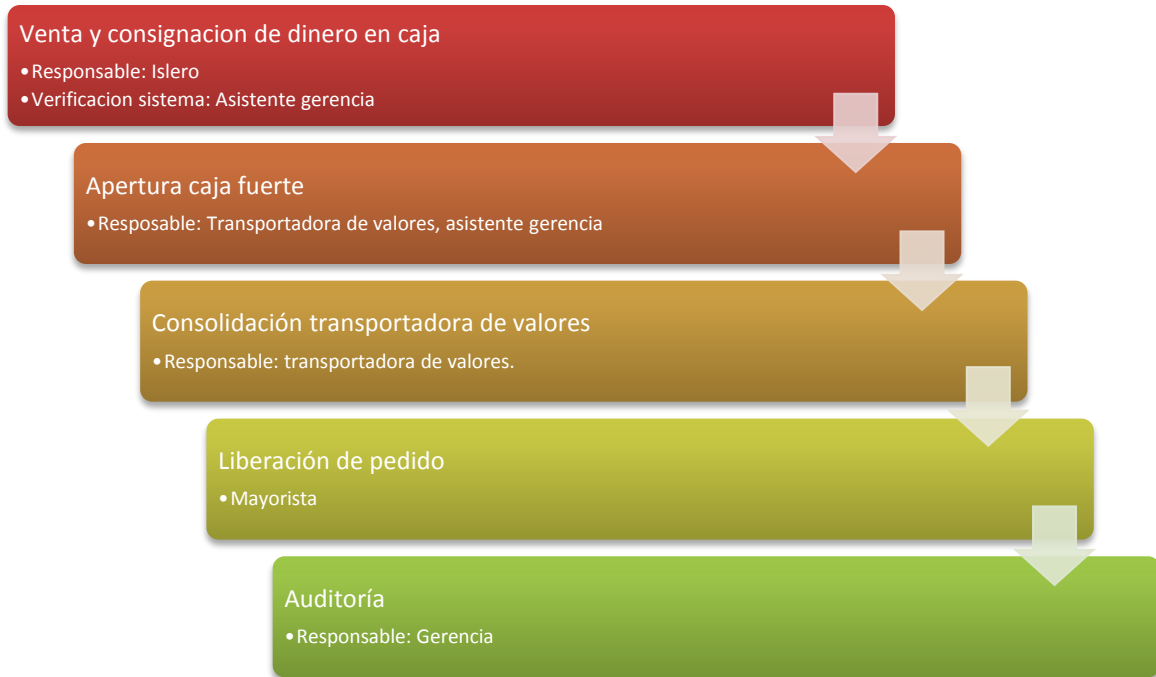 Venta y consignacion de dinero en caja
•Responsable: Islero
•Verificacion sistema: Asistente gerencia
Apertura caja fuerte
•Resposable: Transportadora de valores, asistente gerencia
Consolidación transportadora de valores
•Responsable: transportadora de valores.
Liberación de pedido
•Mayorista
Auditoría
•Responsable: Gerencia